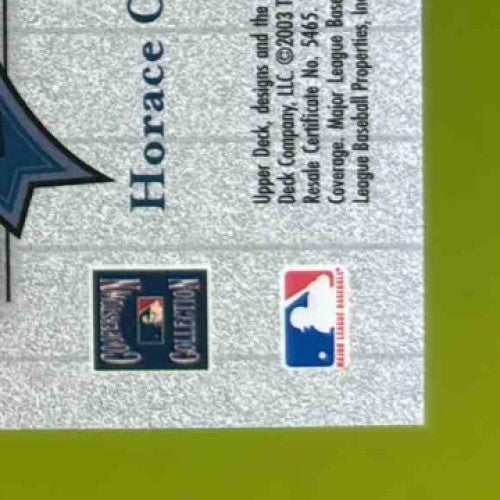 Horace C
Upper Deck, designs and the
Deck Company, LLC. ©2003 T
Resale Certificate No. 5465.
Coverage. Major League Base
League Baseball Properties, Inc
COOPERSTOWN
COLLECTION
MAJOR LEAGUE BASEBALL®